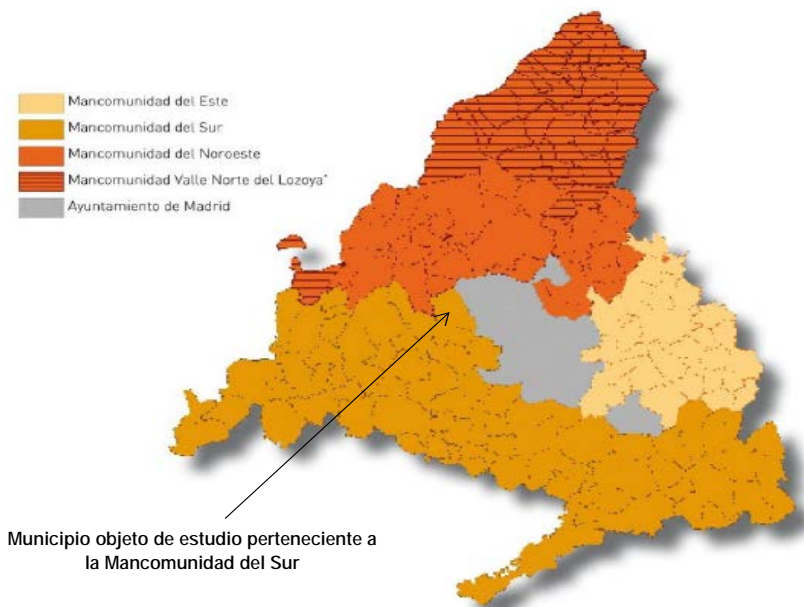 Mancomunidad del Este
Mancomunidad del Sur
Mancomunidad del Noroeste
Mancomunidad Valle Norte del Lozoya*
Ayuntamiento de Madrid
Municipio objeto de estudio perteneciente a
la Mancomunidad del Sur